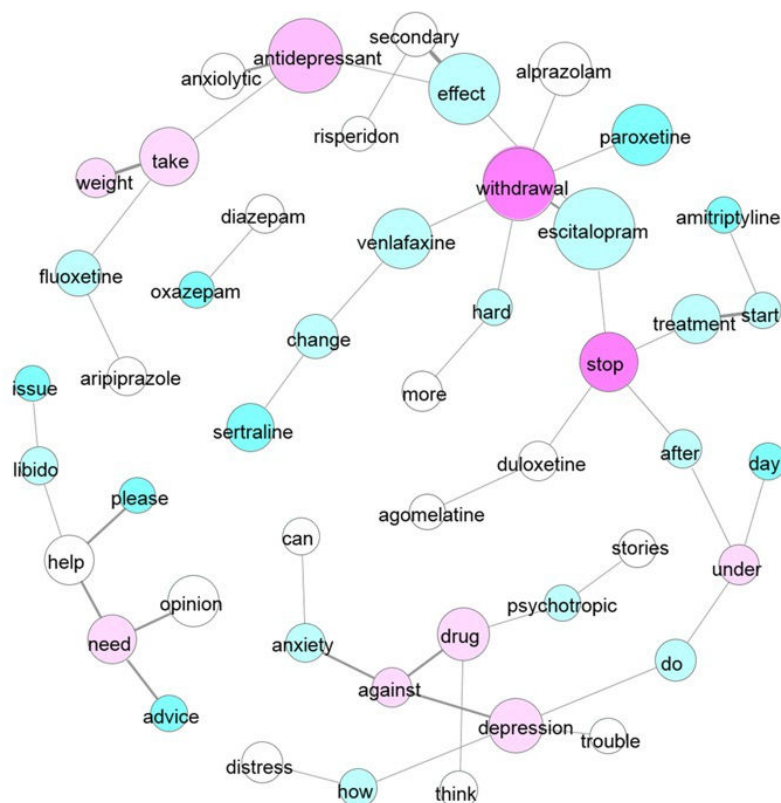 secondary
antidepressant
alprazolam
anxiolytic
effect
risperidon
paroxetine
take
weight
withdrawal
diazepam
escitalopram
amitriptyline
venlafaxine
fluoxetine
oxazepam
hard
treatment
start
change
stop
aripiprazole
issue
more
sertraline
after
duloxetine
day
libido
please
agomelatine
can
stories
help
under
opinion
psychotropic
need
anxiety
drug
do
against
advice
depression
trouble
distress
how
think